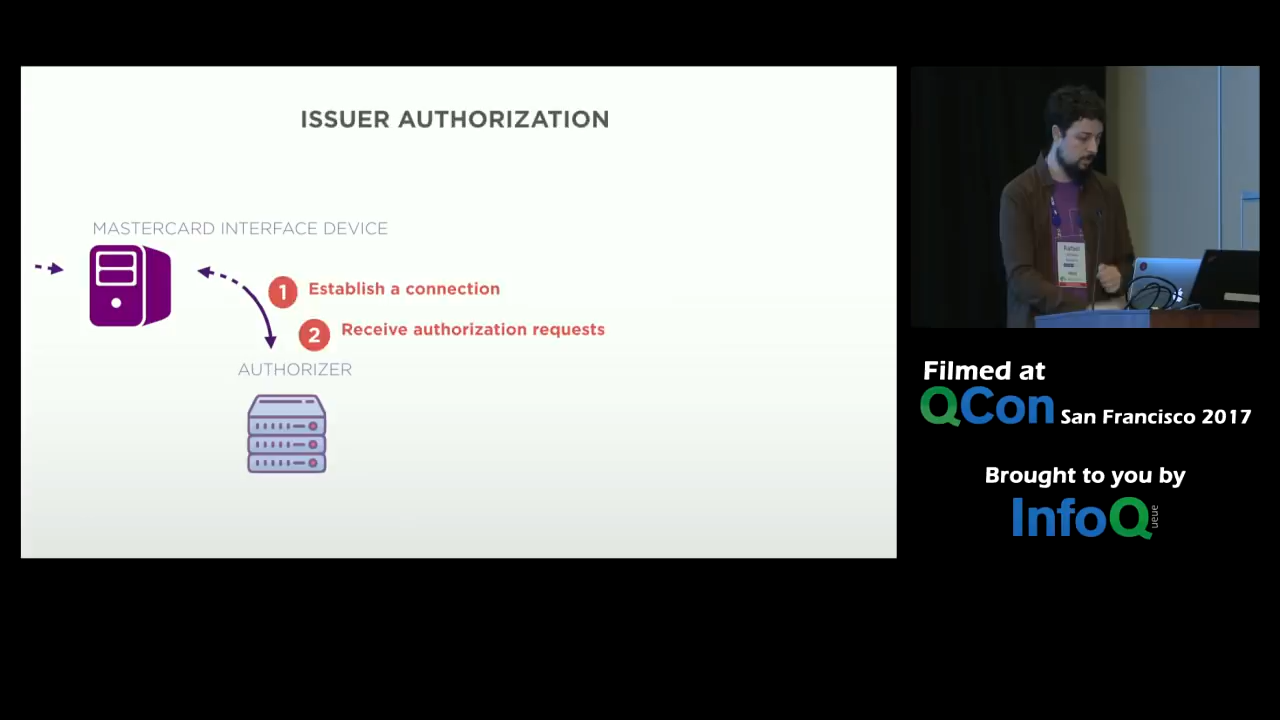 ISSUER AUTHORIZATION
MASTERCARD INTERFACE DEVICE
1 Establish a connection
2 Receive authorization requests
AUTHORIZER
Filmed at
QCon San Francisco 2017
Brought to you by
InfoQueue